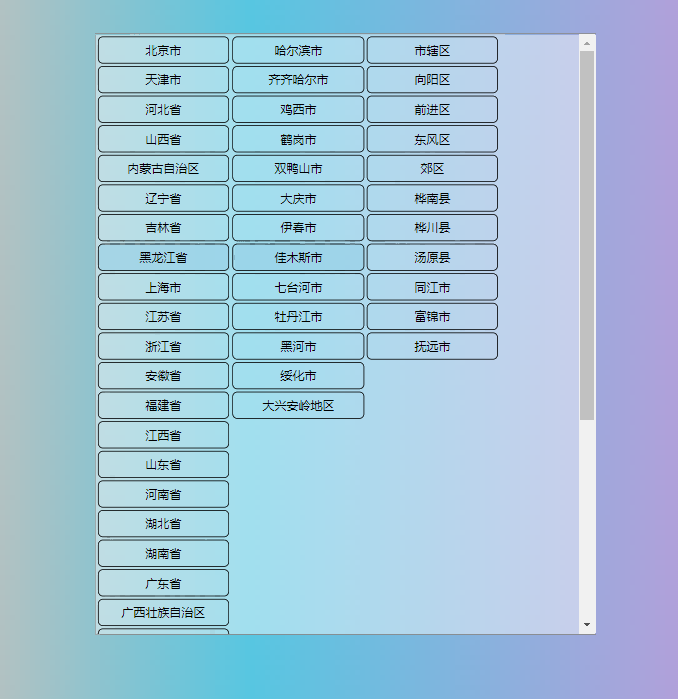 北京市
天津市
河北省
山西省
内蒙古自治区
辽宁省
吉林省
黑龙江省
上海市
江苏省
浙江省
安徽省
福建省
江西省
山东省
河南省
湖北省
湖南省
广东省
广西壮族自治区
哈尔滨市
齐齐哈尔市
鸡西市
鹤岗市
双鸭山市
大庆市
伊春市
佳木斯市
七台河市
牡丹江市
黑河市
绥化市
大兴安岭地区
市辖区
向阳区
前进区
东风区
郊区
桦南县
桦川县
汤原县
同江市
富锦市
抚远市